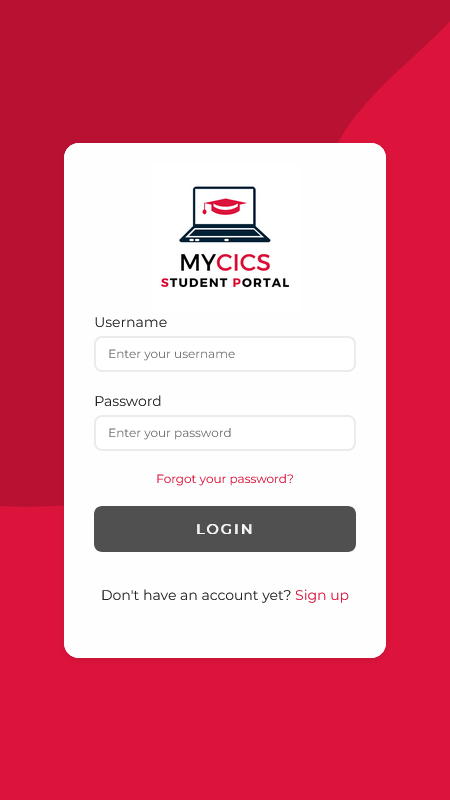 MYCICS
STUDENT PORTAL
Username
Enter your username
Password
Enter your password
Forgot your password?
LOGIN
Don't have an account yet? Sign up